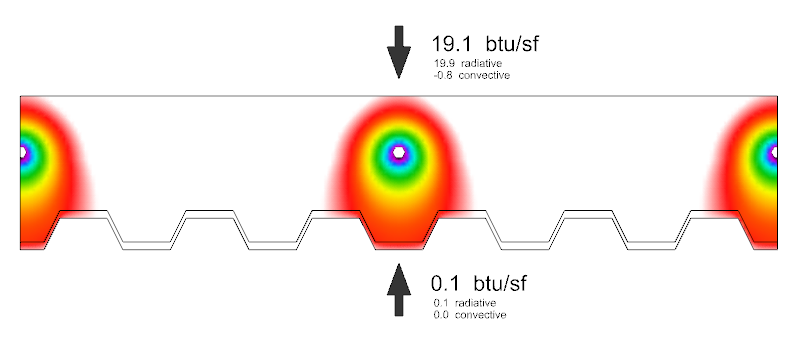 19.1 btu/sf
19.9 radiative
-0.8 convective
0.1 btu/sf
0.1 radiative
0.0 convective